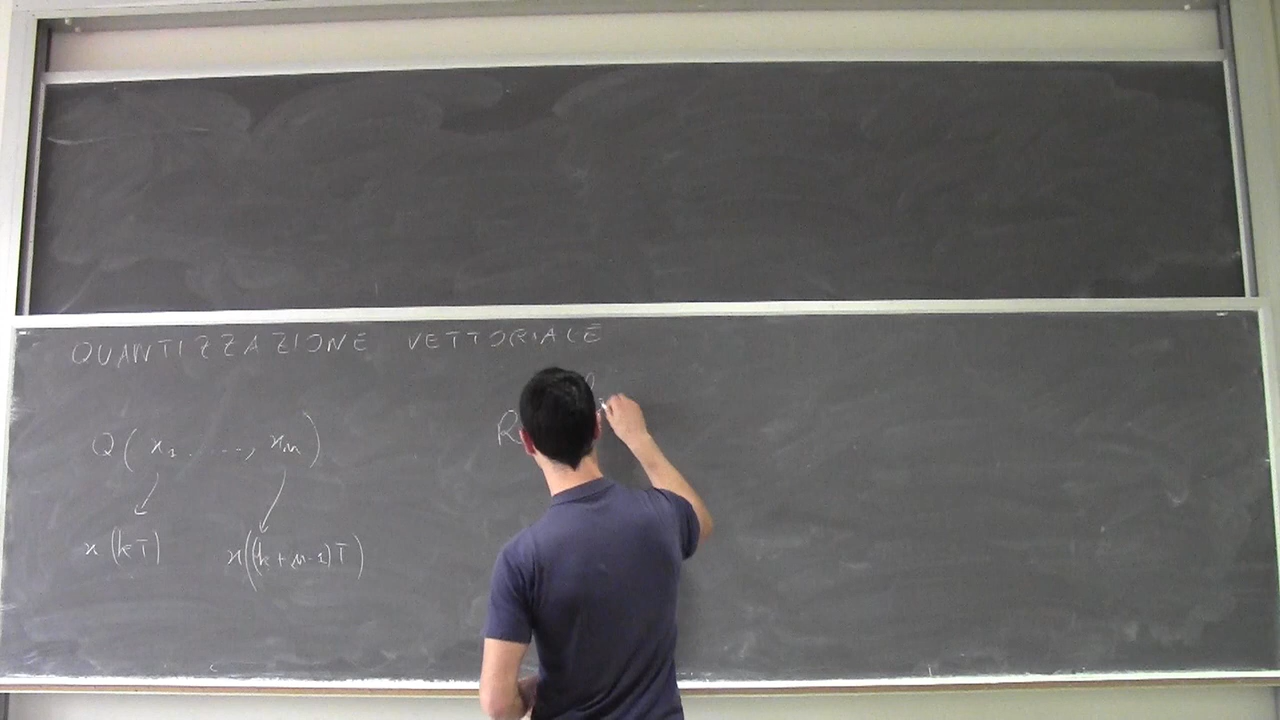 QUANTIZZAZIONE VETTORIALE
Q(x₁ . ..., xₘ)
R
x(kT) x((k+m-1)T)